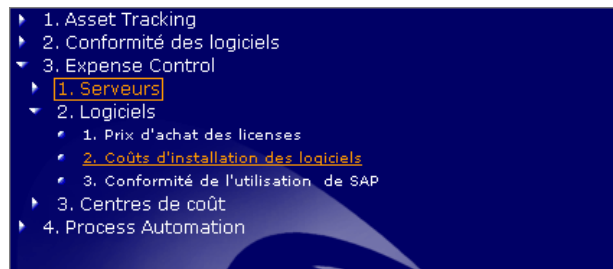 1. Asset Tracking
2. Conformité des logiciels
3. Expense Control
1. Serveurs
2. Logiciels
1. Prix d'achat des licenses
2. Coûts d'installation des logiciels
3. Conformité de l'utilisation de SAP
3. Centres de coût
4. Process Automation